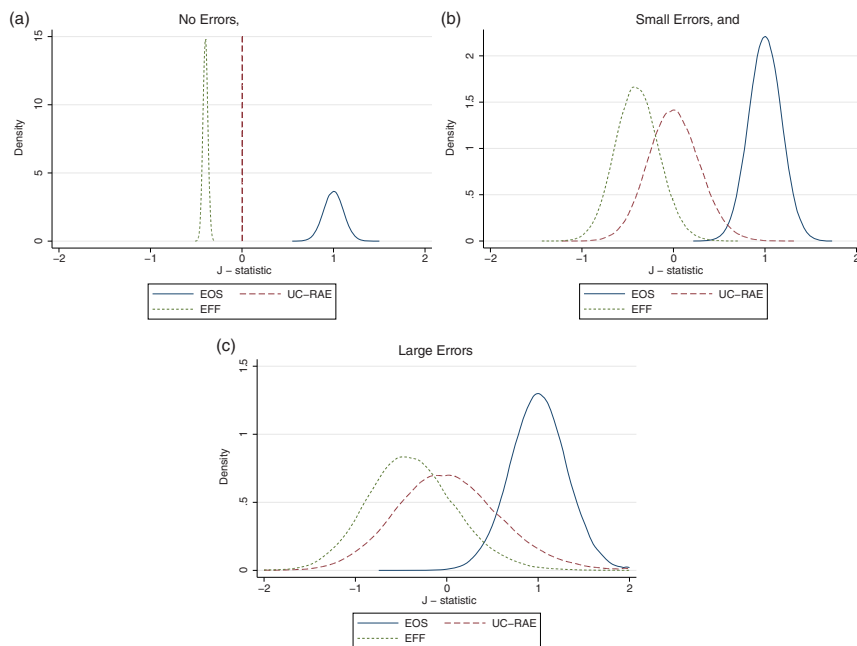 (a)
No Errors,
15
10
5
0
Density
−2 −1 0 1 2
J − statistic
EOS UC−RAE
EFF
(b)
Small Errors, and
2
1.5
1
.5
0
Density
−2 −1 0 1 2
J − statistic
EOS UC−RAE
EFF
(c)
Large Errors
1.5
1
.5
0
Density
−2 −1 0 1 2
J − statistic
EOS UC−RAE
EFF